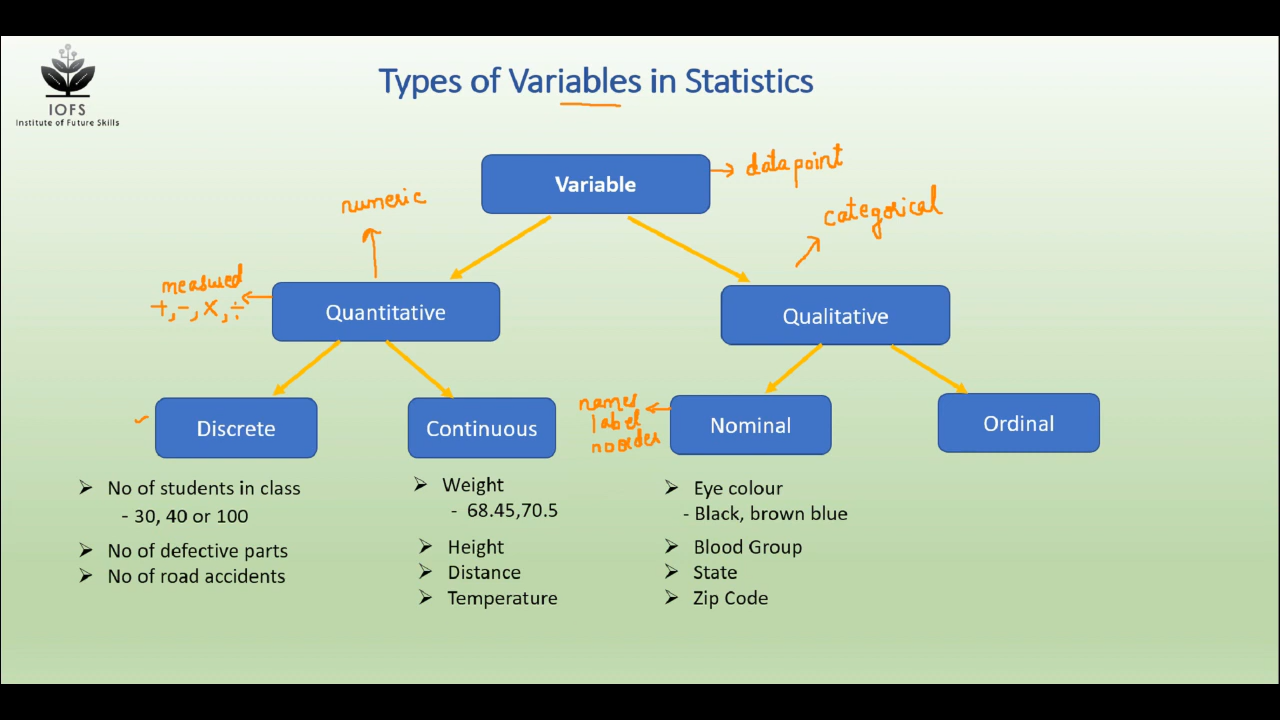 IOFS
Institute of Future Skills
Types of Variables in Statistics
Variable
data point
numeric
categorical
measured
+,-, x, ÷
Quantitative
Qualitative
Discrete
Continuous
names
label
no order
Nominal
Ordinal
➢ No of students in class
- 30, 40 or 100
➢ No of defective parts
➢ No of road accidents
➢ Weight
- 68.45,70.5
➢ Height
➢ Distance
➢ Temperature
➢ Eye colour
- Black, brown blue
➢ Blood Group
➢ State
➢ Zip Code